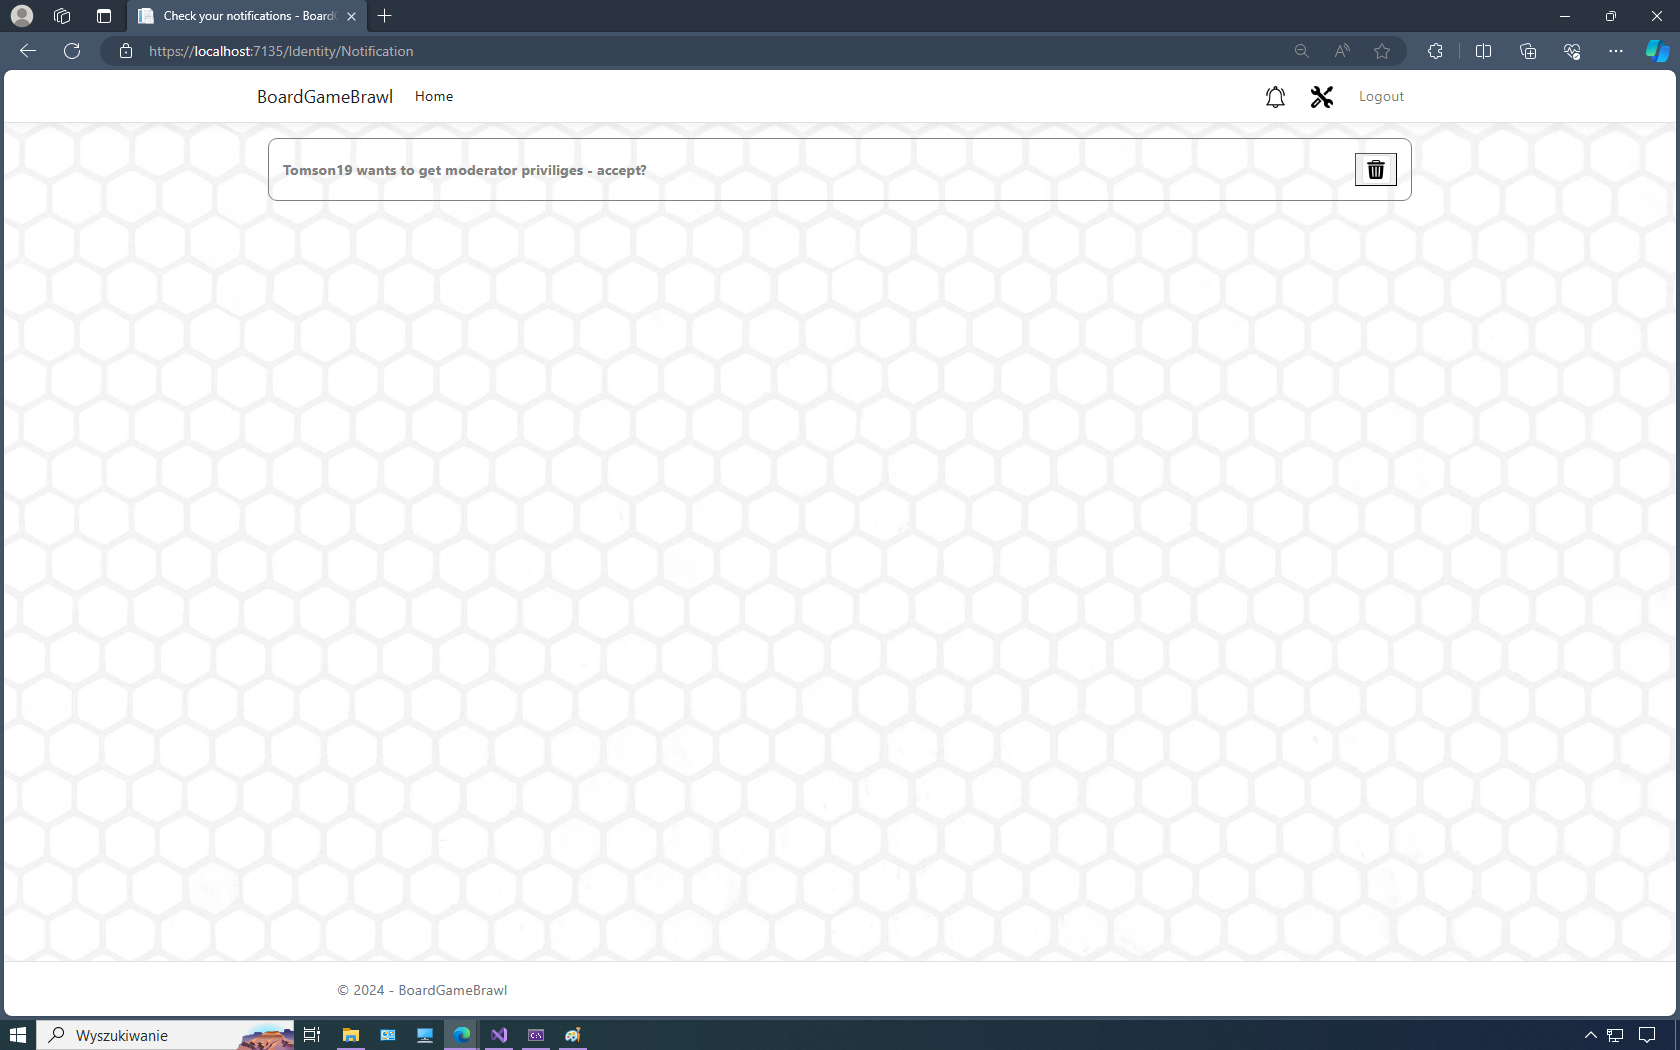 Check your notifications - Board
https://localhost:7135/Identity/Notification
BoardGameBrawl Home Logout
Tomson19 wants to get moderator priviliges - accept?
© 2024 - BoardGameBrawl
Wyszukiwanie